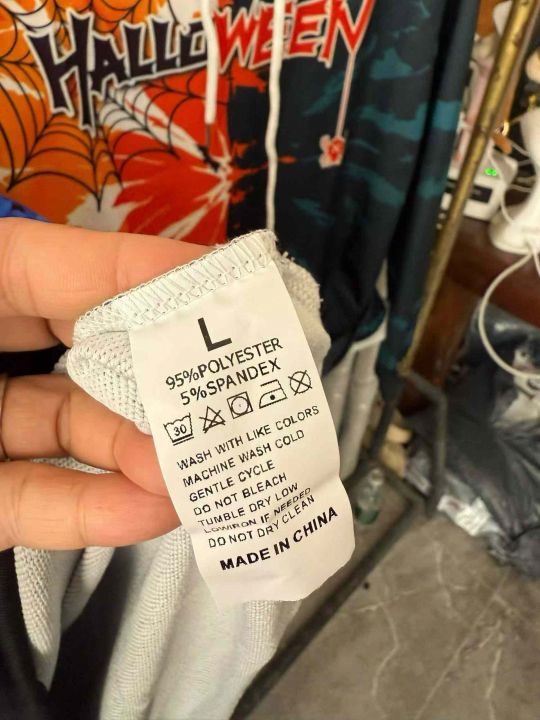 HALLOWEEN
L
95%POLYESTER
5%SPANDEX
30
WASH WITH LIKE COLORS
MACHINE WASH COLD
GENTLE CYCLE
DO NOT BLEACH
TUMBLE DRY LOW
LOWIRON IF NEEDED
DO NOT DRY CLEAN
MADE IN CHINA